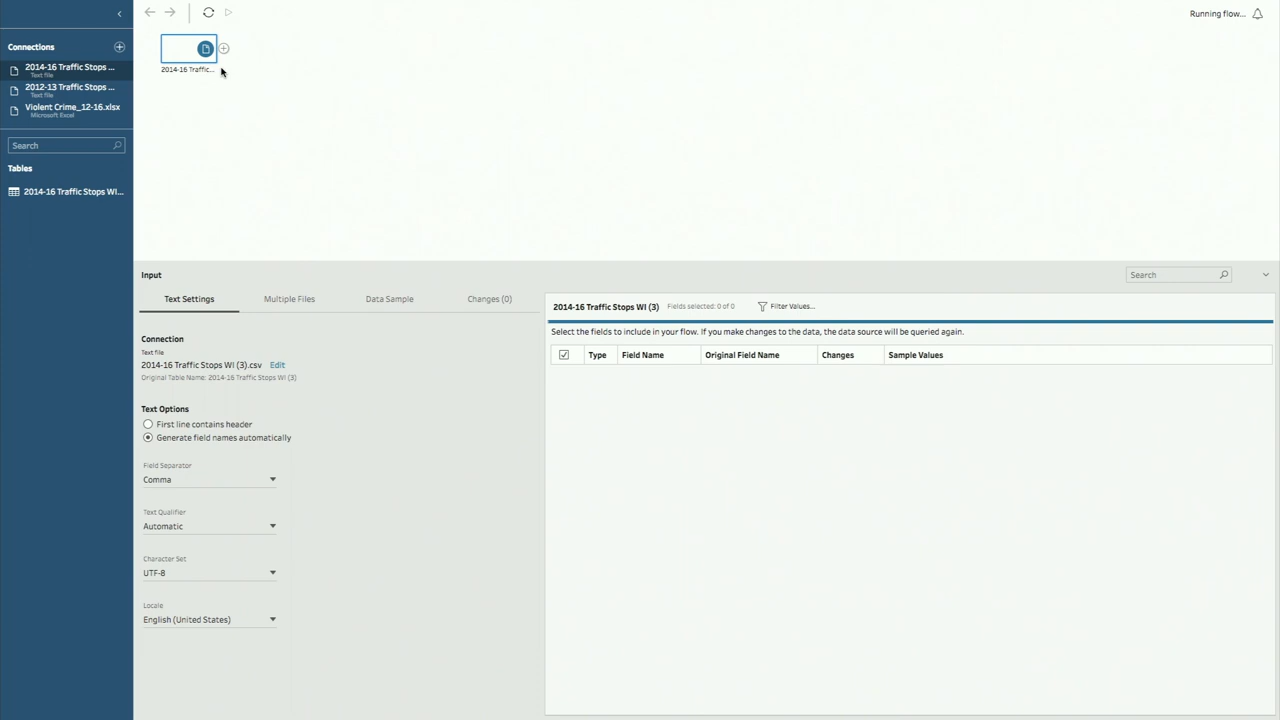 Running flow...
Connections
2014-16 Traffic Stops ...
Text file
2012-13 Traffic Stops ...
Text file
Violent Crime_12-16.xlsx
Microsoft Excel
Search
Tables
2014-16 Traffic Stops WI...
2014-16 Traffic...
Input
Search
Text Settings
Multiple Files
Data Sample
Changes (0)
Connection
Text file
2014-16 Traffic Stops WI (3).csv Edit
Original Table Name: 2014-16 Traffic Stops WI (3)
Text Options
First line contains header
Generate field names automatically
Field Separator
Comma
Text Qualifier
Automatic
Character Set
UTF-8
Locale
English (United States)
2014-16 Traffic Stops WI (3) Fields selected: 0 of 0 Filter Values...
Select the fields to include in your flow. If you make changes to the data, the data source will be queried again.
Type Field Name Original Field Name Changes Sample Values